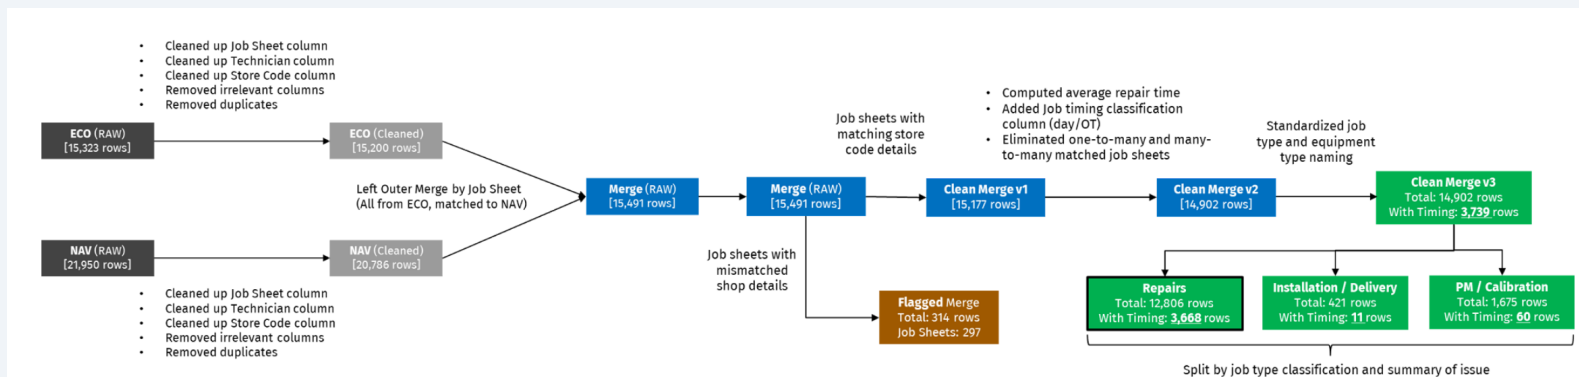 • Cleaned up Job Sheet column
• Cleaned up Technician column
• Cleaned up Store Code column
• Removed irrelevant columns
• Removed duplicates
ECO (RAW)
[15,323 rows]
ECO (Cleaned)
[15,200 rows]
Left Outer Merge by Job Sheet
(All from ECO, matched to NAV)
NAV (RAW)
[21,950 rows]
NAV (Cleaned)
[20,786 rows]
• Cleaned up Job Sheet column
• Cleaned up Technician column
• Cleaned up Store Code column
• Removed irrelevant columns
• Removed duplicates
Merge (RAW)
[15,491 rows]
Merge (RAW)
[15,491 rows]
Job sheets with
matching store
code details
Job sheets with
mismatched
shop details
Flagged Merge
Total: 314 rows
Job Sheets: 297
Clean Merge v1
[15,177 rows]
• Computed average repair time
• Added Job timing classification
column (day/OT)
• Eliminated one-to-many and many-
to-many matched job sheets
Clean Merge v2
[14,902 rows]
Standardized job
type and equipment
type naming
Clean Merge v3
Total: 14,902 rows
With Timing: 3,739 rows
Repairs
Total: 12,806 rows
With Timing: 3,668 rows
Installation / Delivery
Total: 421 rows
With Timing: 11 rows
PM / Calibration
Total: 1,675 rows
With Timing: 60 rows
Split by job type classification and summary of issue